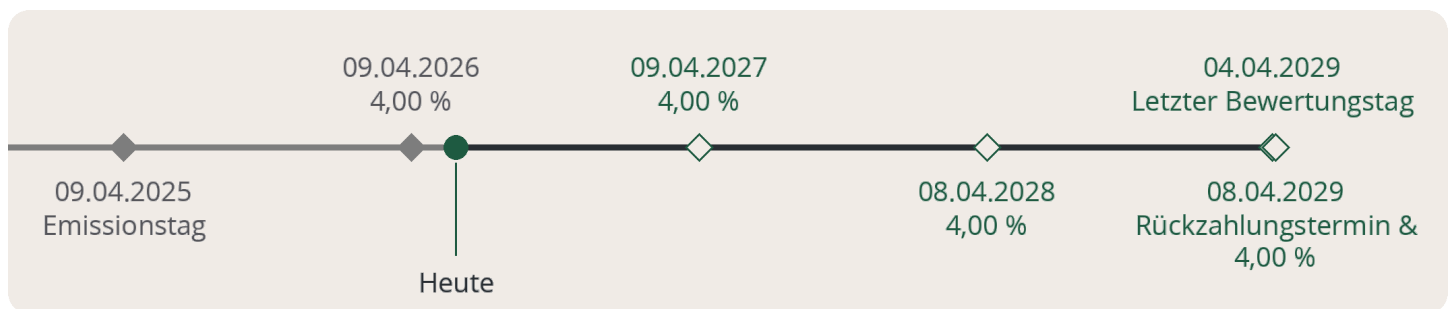 09.04.2025
Emissionstag
09.04.2026
4,00 %
Heute
09.04.2027
4,00 %
08.04.2028
4,00 %
04.04.2029
Letzter Bewertungstag
08.04.2029
Rückzahlungstermin &
4,00 %